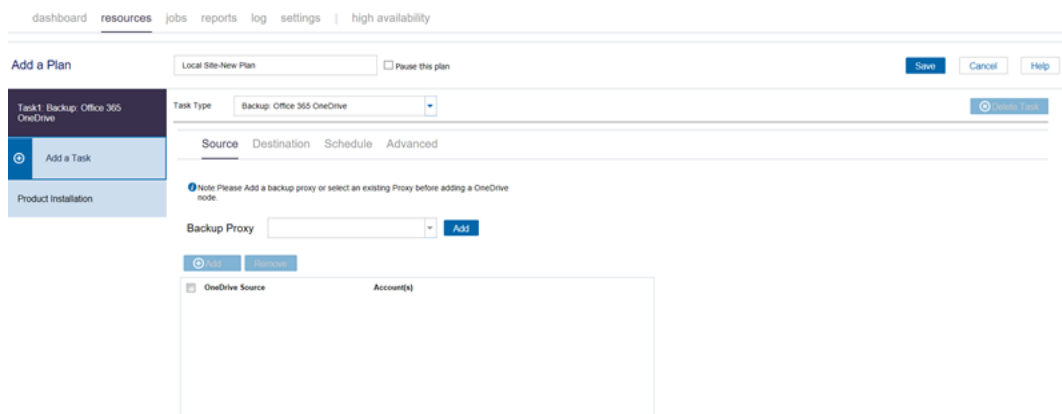 dashboard resources jobs reports log settings | high availability
Add a Plan
Local Site-New Plan
Pause this plan
Save
Cancel
Help
Task1: Backup: Office 365
OneDrive
Task Type
Backup: Office 365 OneDrive
Delete Task
Add a Task
Product Installation
Source Destination Schedule Advanced
Note:Please Add a backup proxy or select an existing Proxy before adding a OneDrive
node.
Backup Proxy
Add
Add
Remove
OneDrive Source
Account(s)